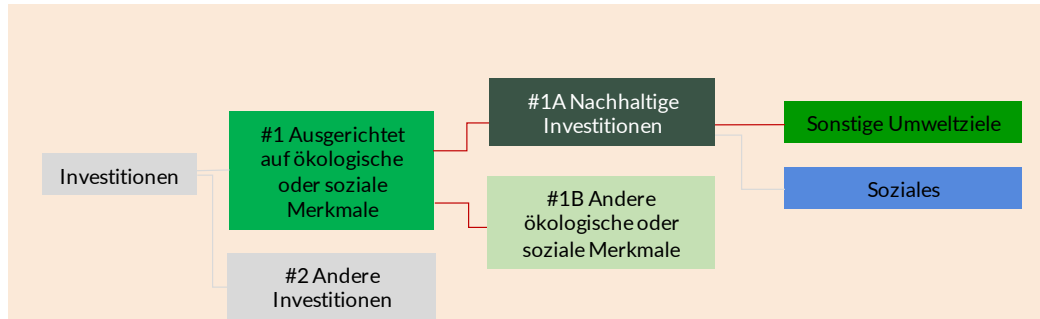 Investitionen
#1 Ausgerichtet
auf ökologische
oder soziale
Merkmale
#2 Andere
Investitionen
#1A Nachhaltige
Investitionen
#1B Andere
ökologische oder
soziale Merkmale
Sonstige Umweltziele
Soziales